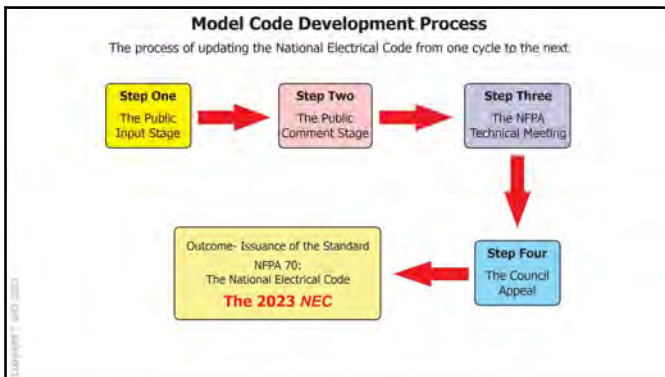 Model Code Development Process
The process of updating the National Electrical Code from one cycle to the next
Step One
The Public
Input Stage
Step Two
The Public
Comment Stage
Step Three
The NFPA
Technical Meeting
Step Four
The Council
Appeal
Outcome- Issuance of the Standard
NFPA 70:
The National Electrical Code
The 2023 NEC